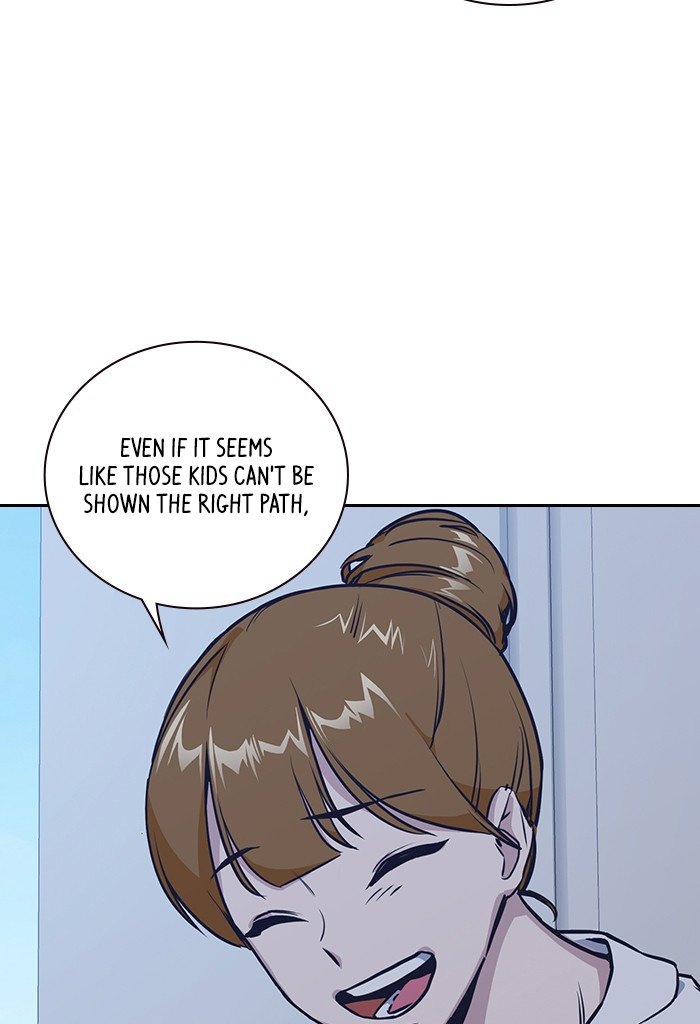 EVEN IF IT SEEMS
LIKE THOSE KIDS CAN'T BE
SHOWN THE RIGHT PATH,